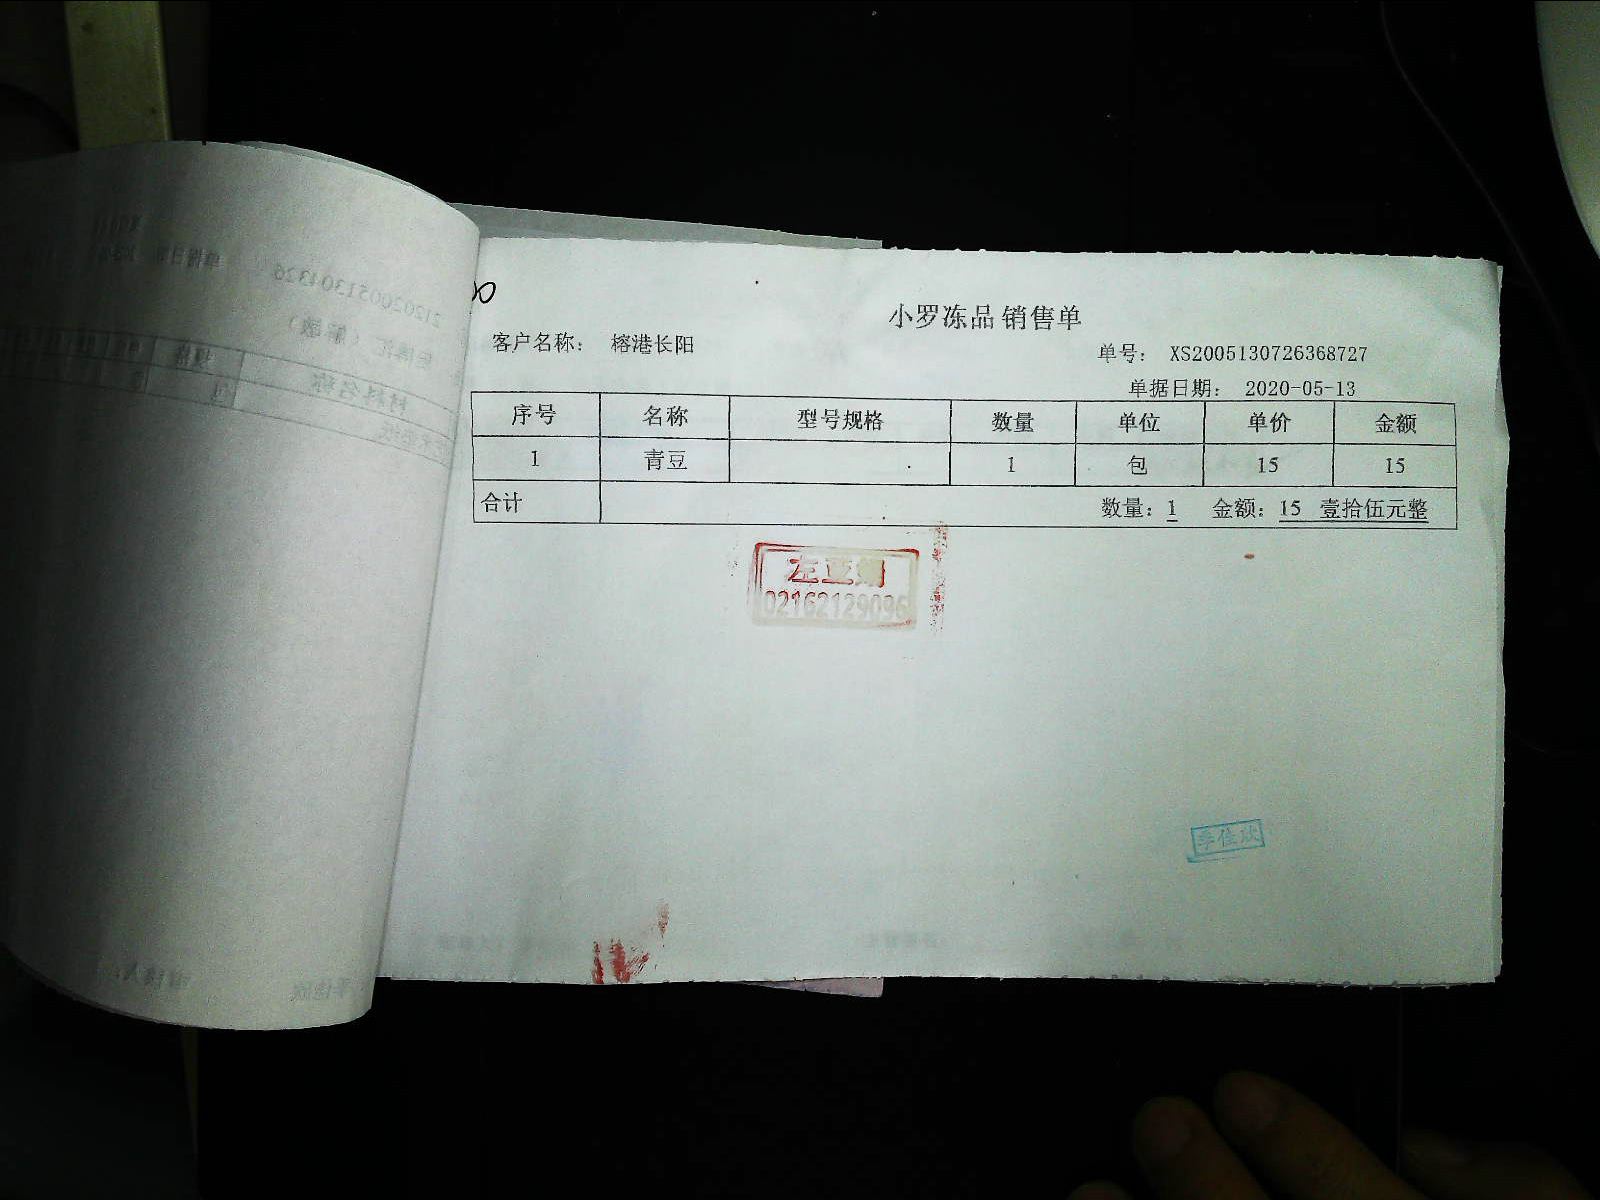 小罗冻品 销售单
客户名称： 榕港长阳
单号： XS2005130726368727
单据日期： 2020-05-13
序号 名称 型号规格 数量 单位 单价 金额
1 青豆 1 包 15 15
合计 数量：1 金额：15 壹拾伍元整
02162129096
李佳欣